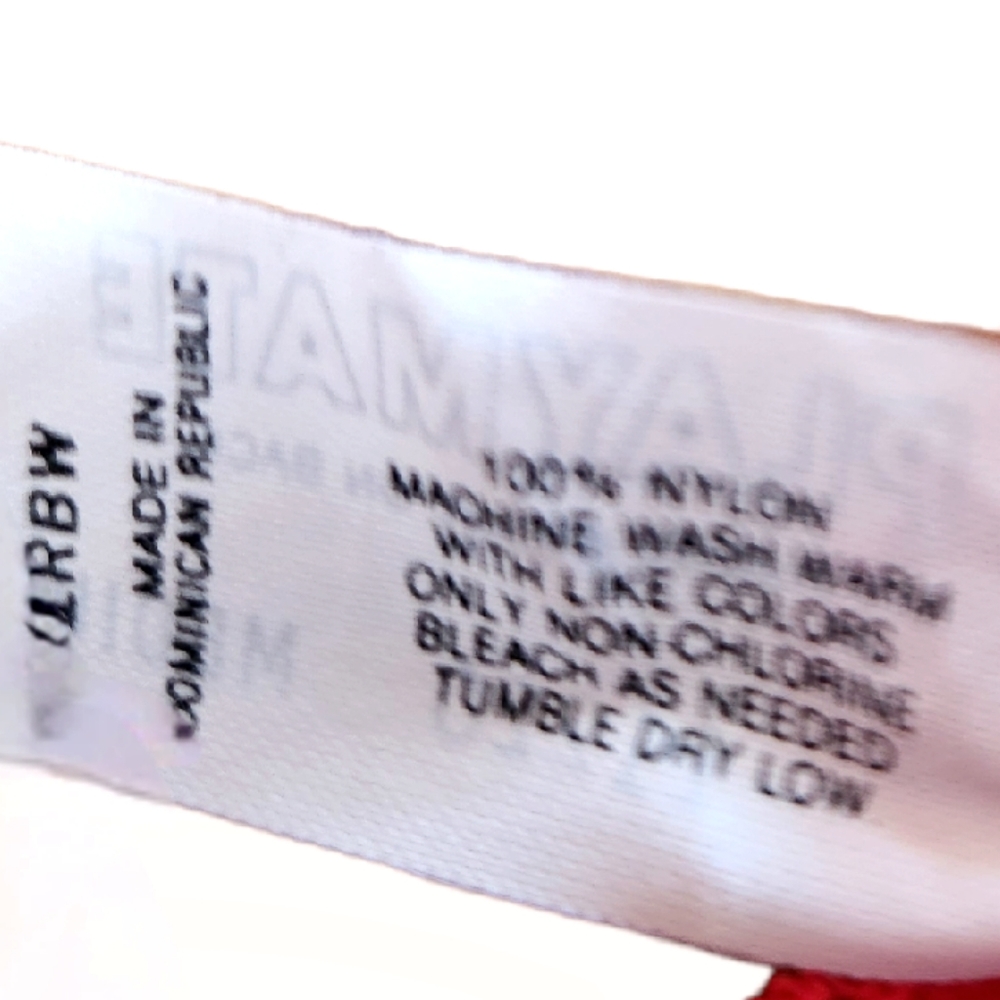 100% NYLON
MACHINE WASH WARM
WITH LIKE COLORS
ONLY NON-CHLORINE
BLEACH AS NEEDED
TUMBLE DRY LOW
MADE IN
DOMINICAN REPUBLIC
PLAYMATE